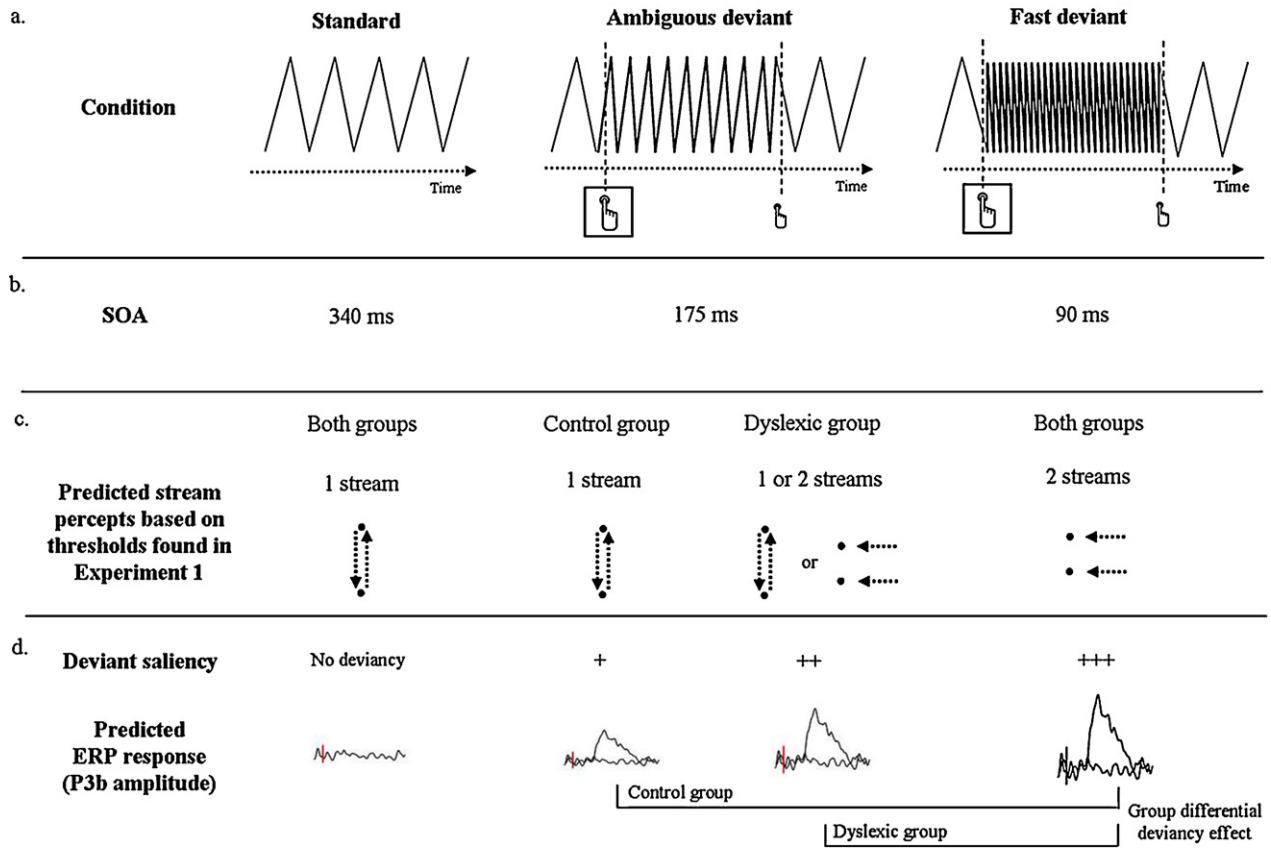 a.
Standard
Ambiguous deviant
Fast deviant
Condition
Time
Time
Time
b.
SOA
340 ms
175 ms
90 ms
c.
Both groups
Control group
Dyslexic group
Both groups
Predicted stream
percepts based on
thresholds found in
Experiment 1
1 stream
1 stream
1 or 2 streams
2 streams
or
d.
Deviant saliency
No deviancy
+
++
+++
Predicted
ERP response
(P3b amplitude)
Control group
Dyslexic group
Group differential
deviancy effect